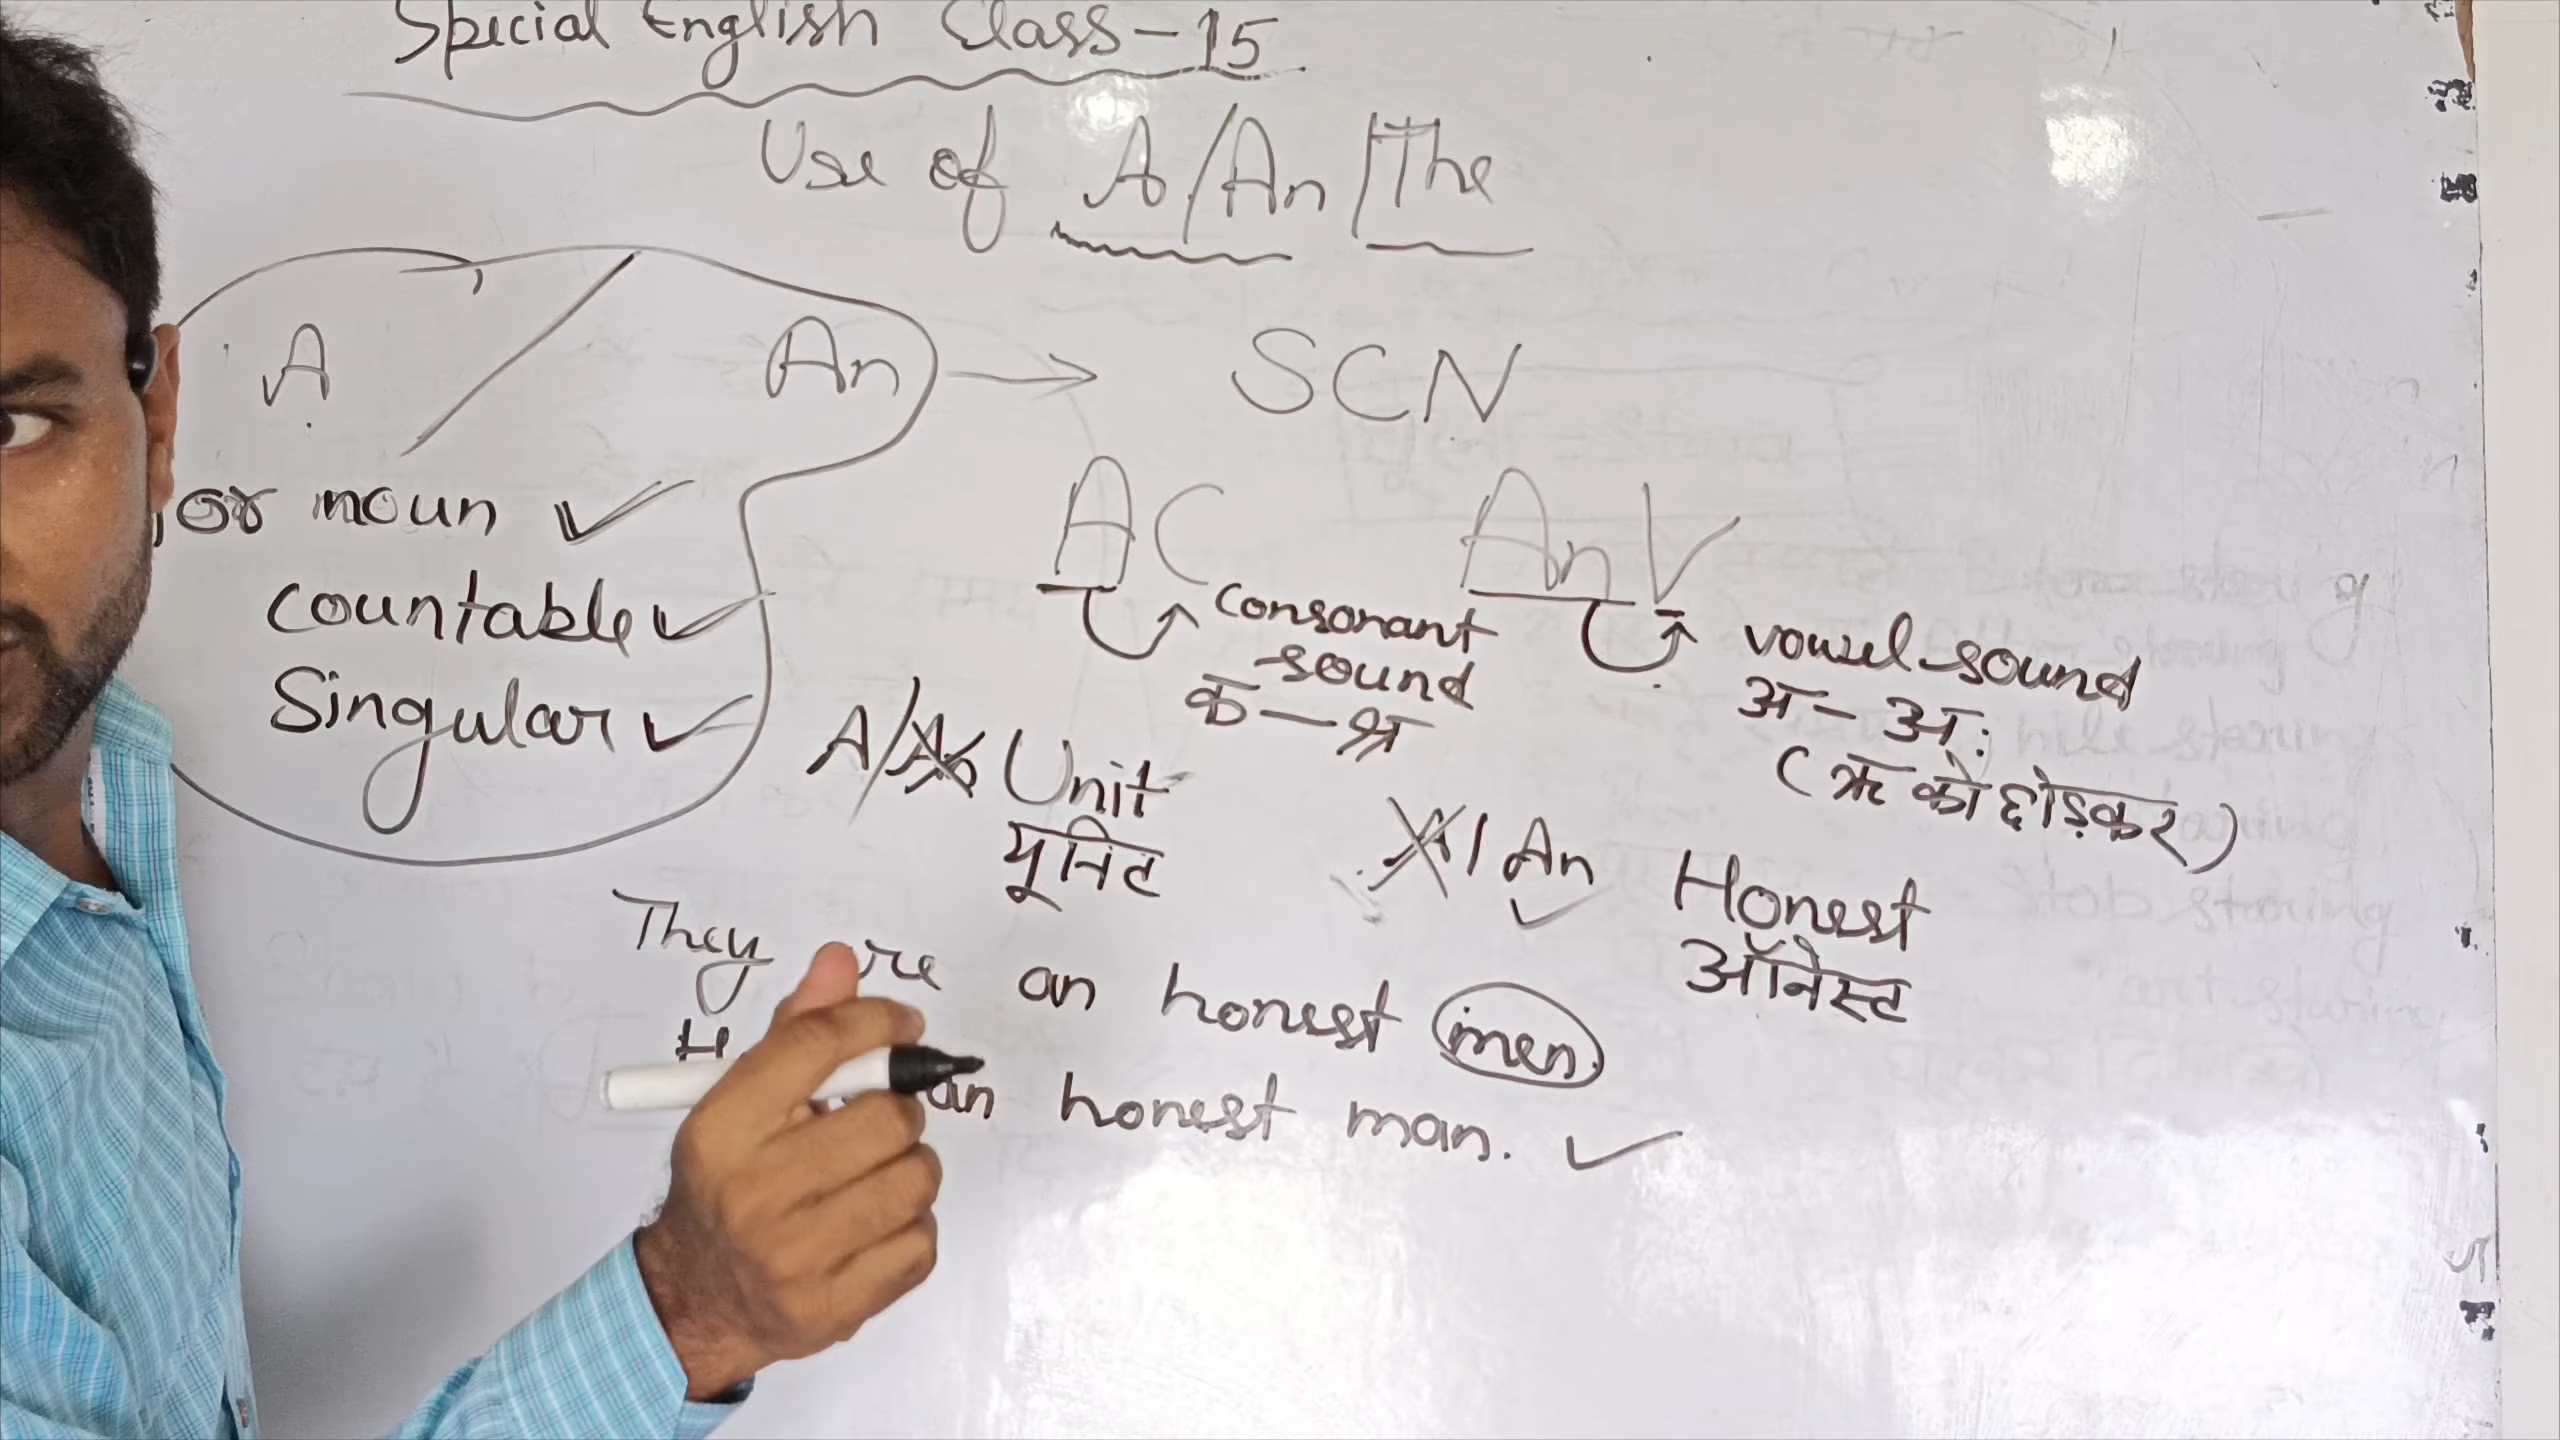 Special English Class-15
Use of A/An/The
A / An → SCN
or noun ✓
countable ✓
Singular ✓
AC AnV
consonant sound
क - श्र
vowel-sound
अ - अः
(ऋ को छोड़कर)
A/An Unit
यूनिट
A/An Honest
ऑनेस्ट
They are an honest men.
an honest man. ✓